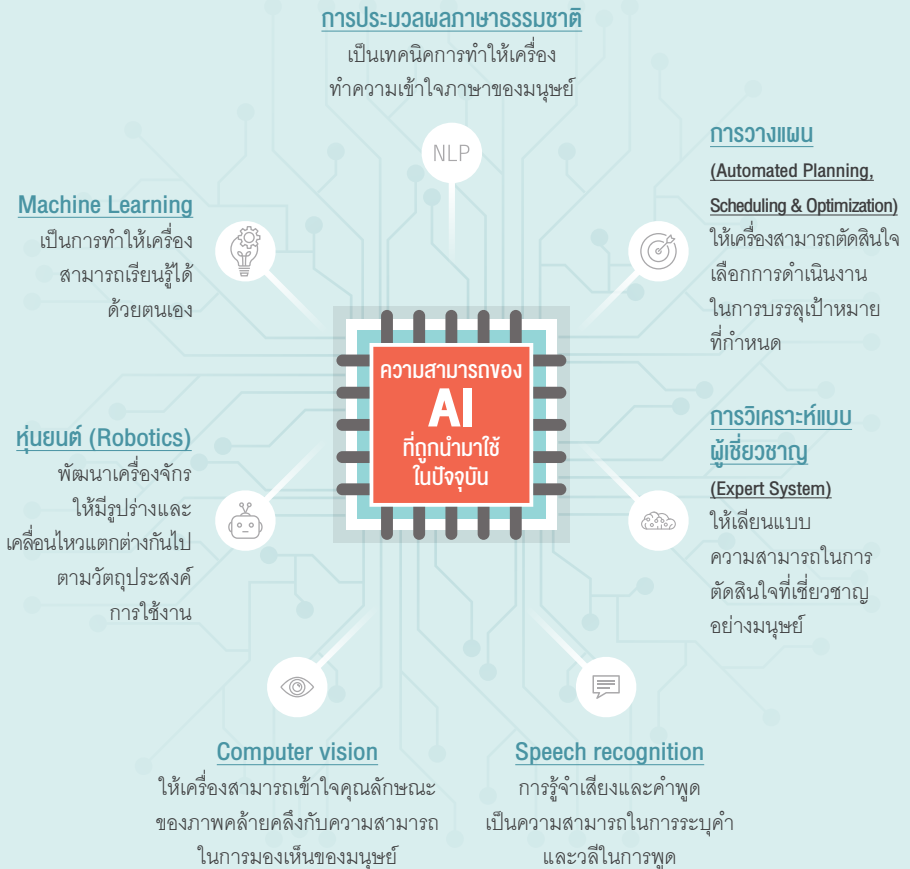 การประมวลผลภาษาธรรมชาติ
เป็นเทคนิคการทำให้เครื่อง
ทำความเข้าใจภาษาของมนุษย์
NLP
การวางแผน
(Automated Planning,
Scheduling & Optimization)
ให้เครื่องสามารถตัดสินใจ
เลือกการดำเนินงาน
ในการบรรลุเป้าหมาย
ที่กำหนด
Machine Learning
เป็นการทำให้เครื่อง
สามารถเรียนรู้ได้
ด้วยตนเอง
ความสามารถของ
AI
ที่ถูกนำมาใช้
ในปัจจุบัน
การวิเคราะห์แบบ
ผู้เชี่ยวชาญ
(Expert System)
ให้เลียนแบบ
ความสามารถในการ
ตัดสินใจที่เชี่ยวชาญ
อย่างมนุษย์
หุ่นยนต์ (Robotics)
พัฒนาเครื่องจักร
ให้มีรูปร่างและ
เคลื่อนไหวแตกต่างกันไป
ตามวัตถุประสงค์
การใช้งาน
Computer vision
ให้เครื่องสามารถเข้าใจคุณลักษณะ
ของภาพคล้ายคลึงกับความสามารถ
ในการมองเห็นของมนุษย์
Speech recognition
การรู้จำเสียงและคำพูด
เป็นความสามารถในการระบุคำ
และวลีในการพูด